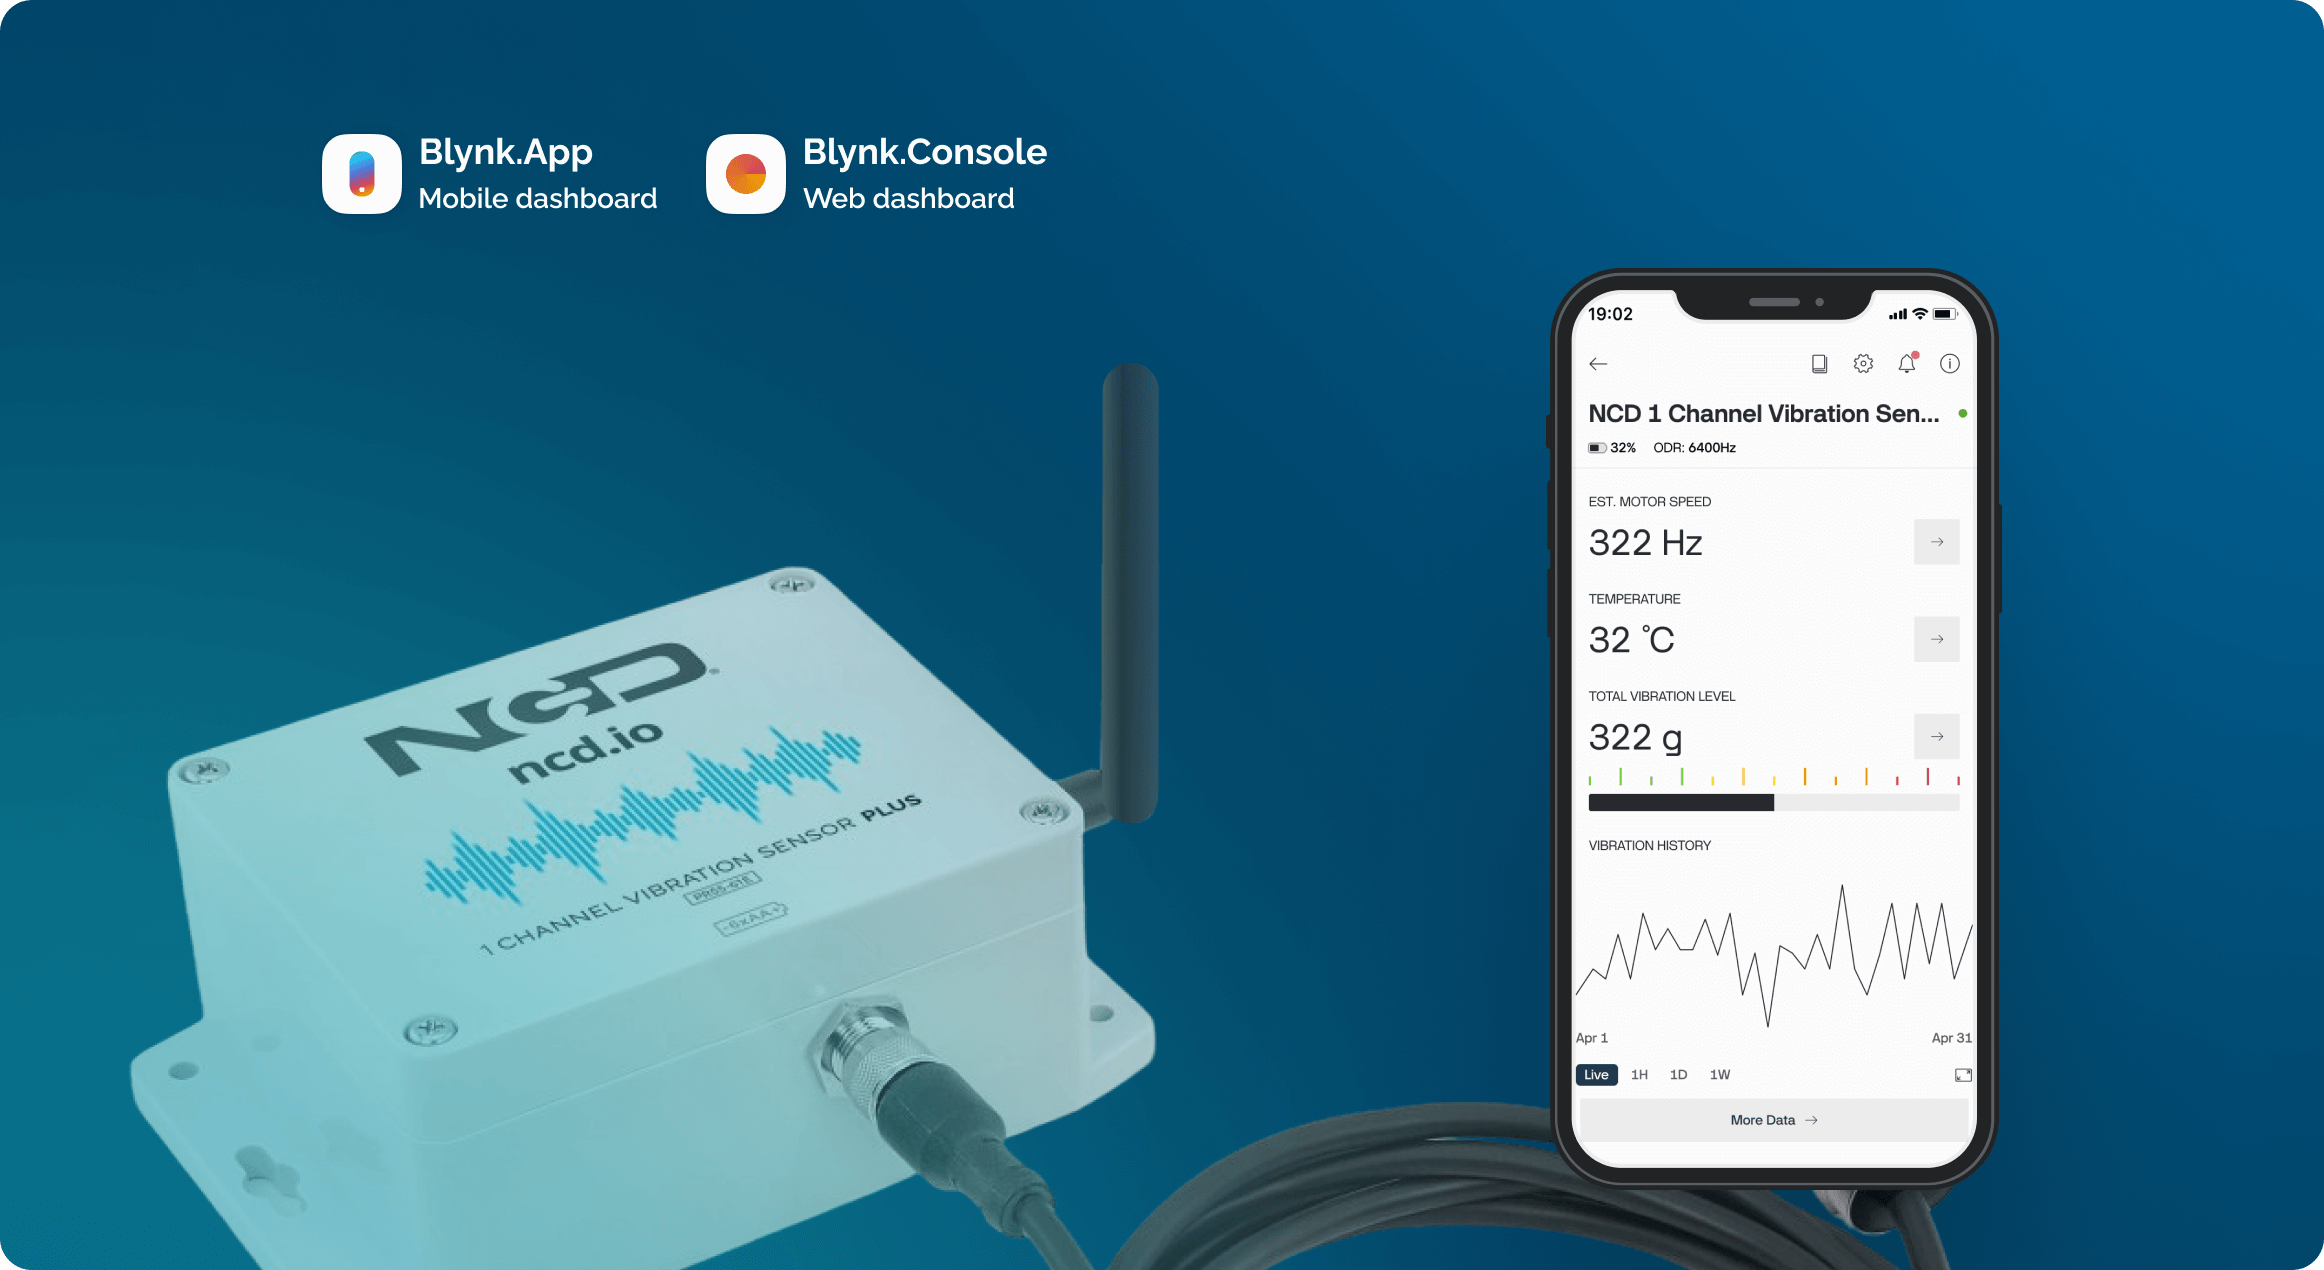 Blynk.App
Mobile dashboard
Blynk.Console
Web dashboard
NCD
ncd.io
1 CHANNEL VIBRATION SENSOR PLUS
PR55-61E
-6xAA+
19:02
NCD 1 Channel Vibration Sen...
32% ODR: 6400Hz
EST. MOTOR SPEED
322 Hz
TEMPERATURE
32 °C
TOTAL VIBRATION LEVEL
322 g
VIBRATION HISTORY
Apr 1 Apr 31
Live 1H 1D 1W
More Data →